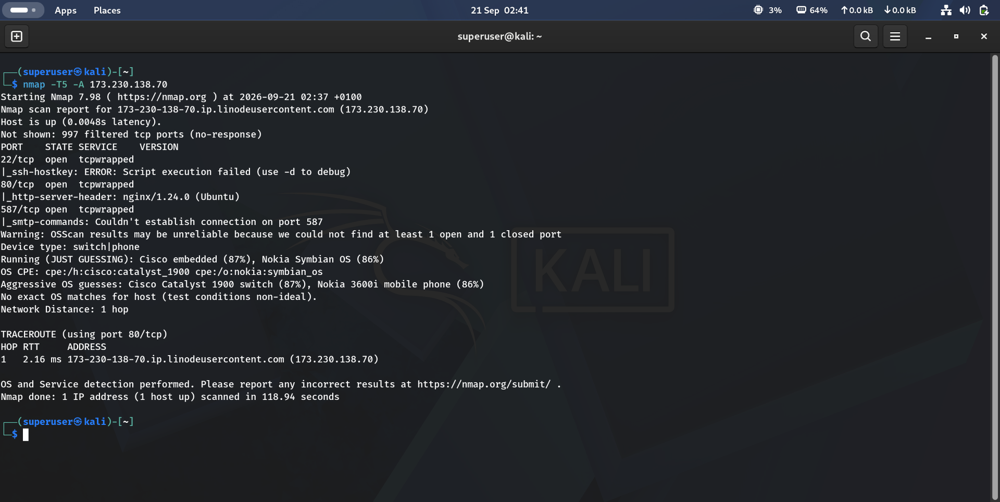 Apps Places 21 Sep 02:41 3% 64% ↑0.0 kB ↓0.0 kB
superuser@kali: ~
┌──(superuser㉿kali)-[~]
└─$ nmap -T5 -A 173.230.138.70
Starting Nmap 7.98 ( https://nmap.org ) at 2026-09-21 02:37 +0100
Nmap scan report for 173-230-138-70.ip.linodeusercontent.com (173.230.138.70)
Host is up (0.0048s latency).
Not shown: 997 filtered tcp ports (no-response)
PORT    STATE SERVICE    VERSION
22/tcp  open  tcpwrapped
|_ssh-hostkey: ERROR: Script execution failed (use -d to debug)
80/tcp  open  tcpwrapped
|_http-server-header: nginx/1.24.0 (Ubuntu)
587/tcp open  tcpwrapped
|_smtp-commands: Couldn't establish connection on port 587
Warning: OSScan results may be unreliable because we could not find at least 1 open and 1 closed port
Device type: switch|phone
Running (JUST GUESSING): Cisco embedded (87%), Nokia Symbian OS (86%)
OS CPE: cpe:/h:cisco:catalyst_1900 cpe:/o:nokia:symbian_os
Aggressive OS guesses: Cisco Catalyst 1900 switch (87%), Nokia 3600i mobile phone (86%)
No exact OS matches for host (test conditions non-ideal).
Network Distance: 1 hop
TRACEROUTE (using port 80/tcp)
HOP RTT     ADDRESS
1   2.16 ms 173-230-138-70.ip.linodeusercontent.com (173.230.138.70)
OS and Service detection performed. Please report any incorrect results at https://nmap.org/submit/ .
Nmap done: 1 IP address (1 host up) scanned in 118.94 seconds
┌──(superuser㉿kali)-[~]
└─$
KALI